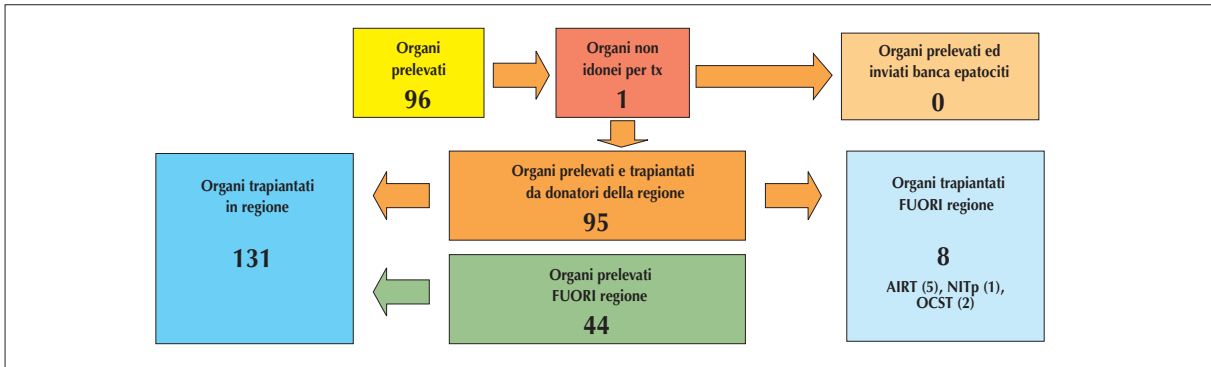 Organi
prelevati
96
Organi non
idonei per tx
1
Organi prelevati ed
inviati banca epatociti
0
Organi trapiantati
in regione
131
Organi prelevati e trapiantati
da donatori della regione
95
Organi prelevati
FUORI regione
44
Organi trapiantati
FUORI regione
8
AIRT (5), NITp (1),
OCST (2)